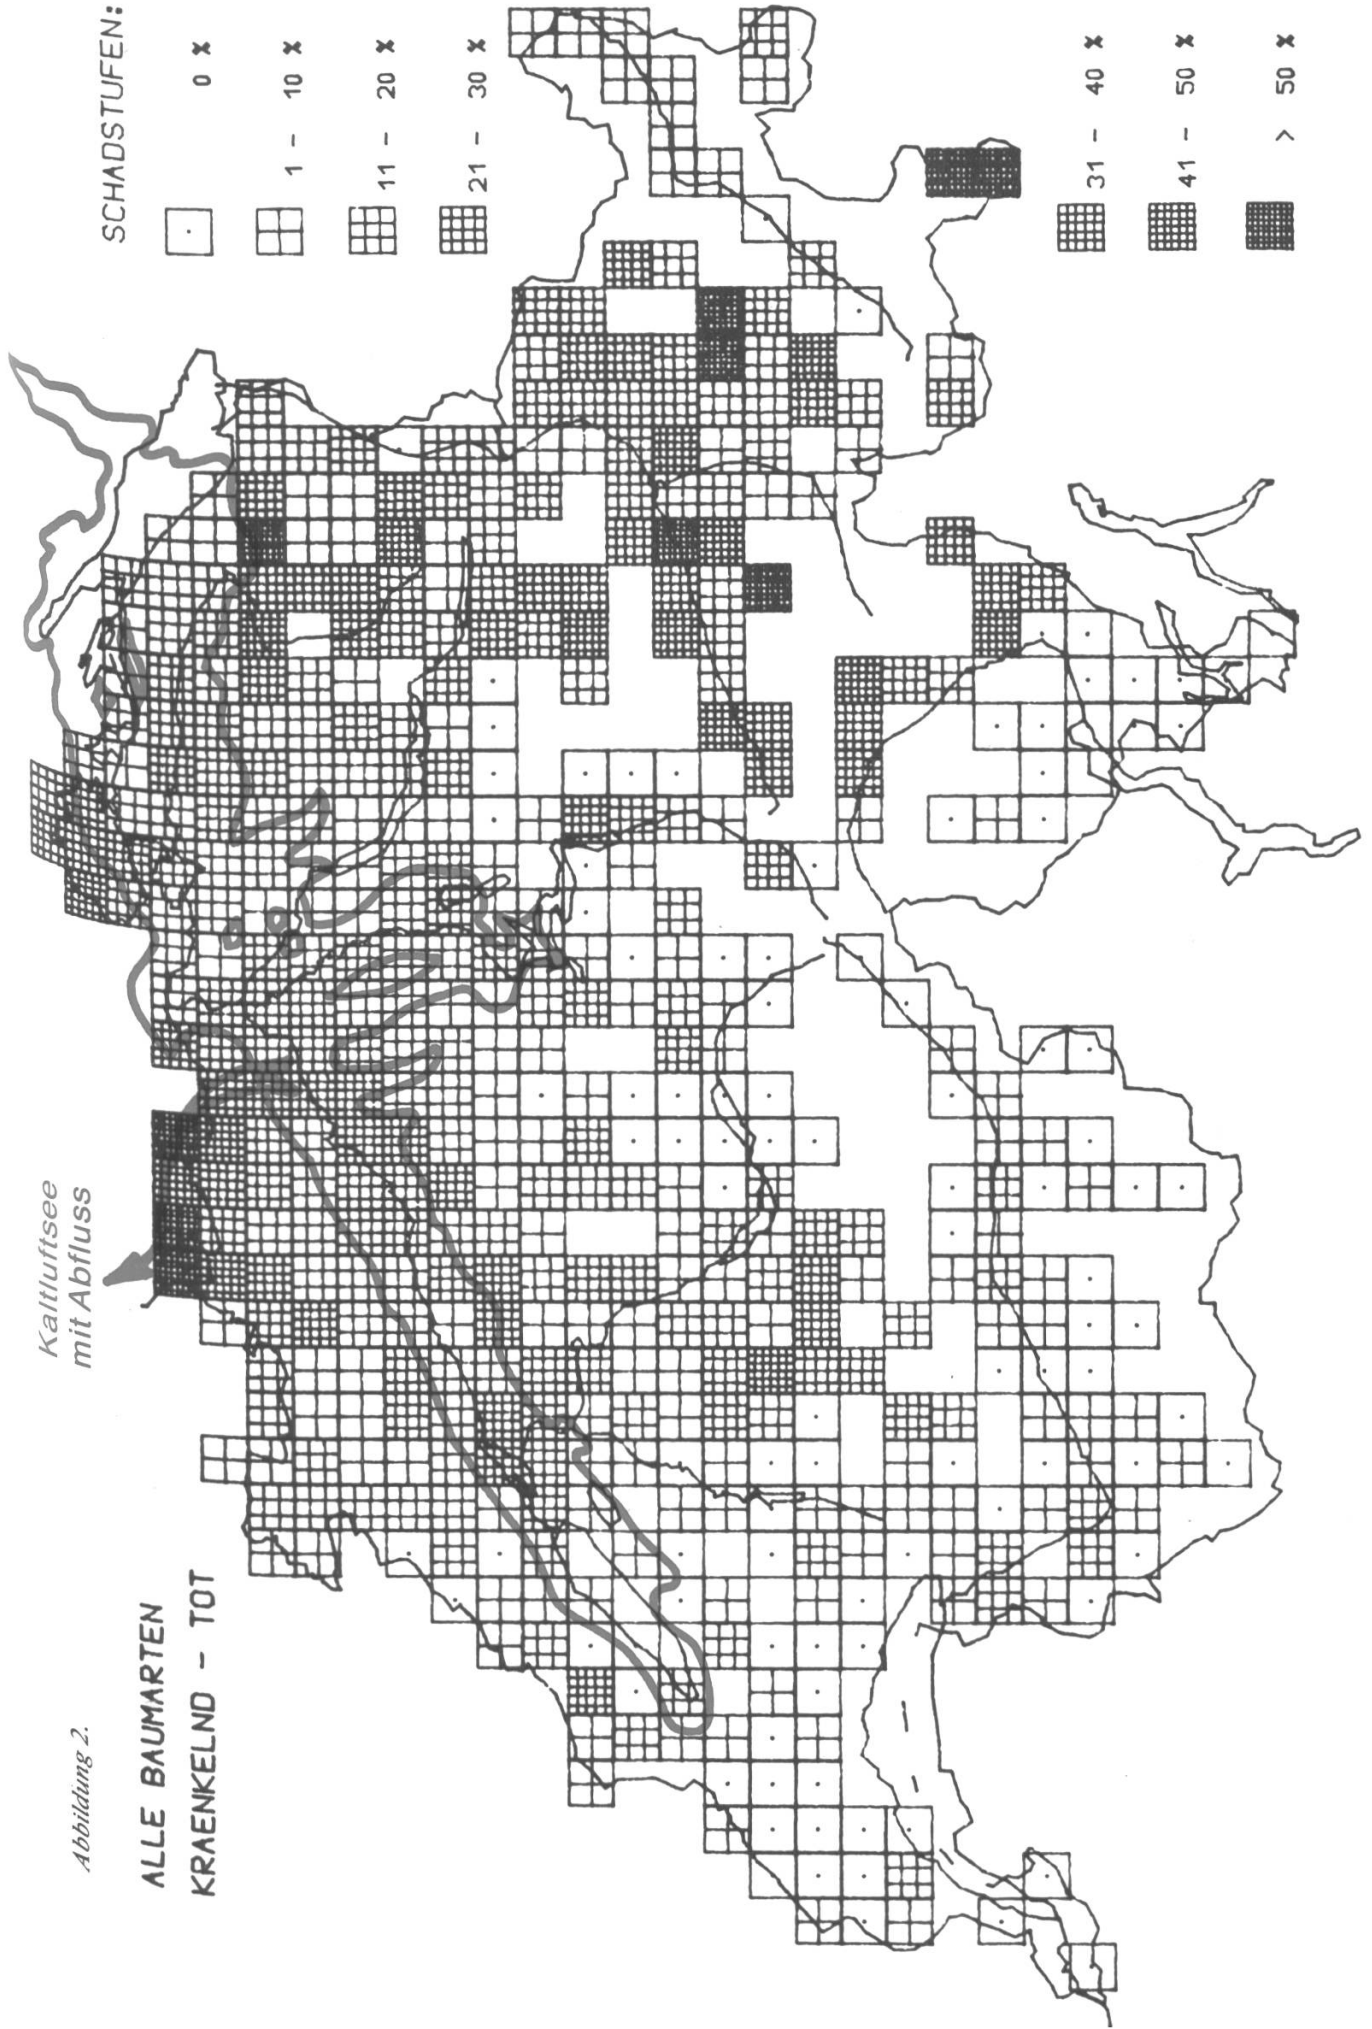 Abbildung 2.
ALLE BAUMARTEN
KRAENKELND - TOT
Kaltluftsee
mit Abfluss
SCHADSTUFEN:
0 %
1 - 10 %
11 - 20 %
21 - 30 %
31 - 40 %
41 - 50 %
> 50 %